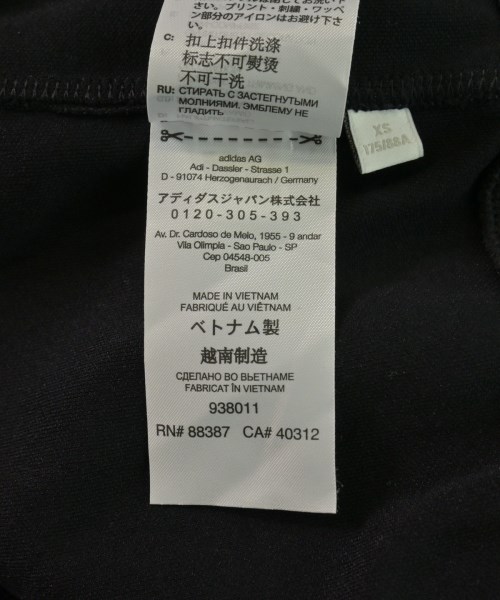 さい。プリント・刺繍・ワッペ
ン部分のアイロンはお避け下さ
い。
C: 扣上扣件洗涤
标志不可熨烫
不可干洗
RU: СТИРАТЬ С ЗАСТЕГНУТЫМИ
МОЛНИЯМИ. ЭМБЛЕМУ НЕ
ГЛАДИТЬ
XS
175/88A
adidas AG
Adi - Dassler - Strasse 1
D - 91074 Herzogenaurach / Germany
アディダスジャパン株式会社
0120-305-393
Av. Dr. Cardoso de Melo, 1955 - 9 andar
Vila Olimpia - Sao Paulo - SP
Cep 04548-005
Brasil
MADE IN VIETNAM
FABRIQUÉ AU VIÊTNAM
ベトナム製
越南制造
СДЕЛАНО ВО ВЬЕТНАМЕ
FABRICAT ÎN VIETNAM
938011
RN# 88387 CA# 40312